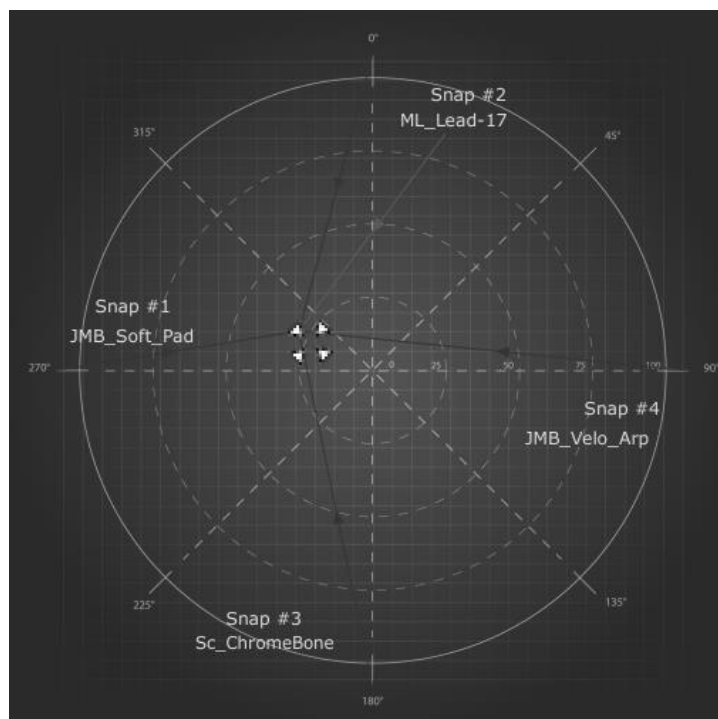 0°
Snap #2
ML_Lead-17
315°
45°
Snap #1
JMB_Soft_Pad
270°
0
25
50
75
100
90°
Snap #4
JMB_Velo_Arp
225°
135°
Snap #3
Sc_ChromeBone
180°